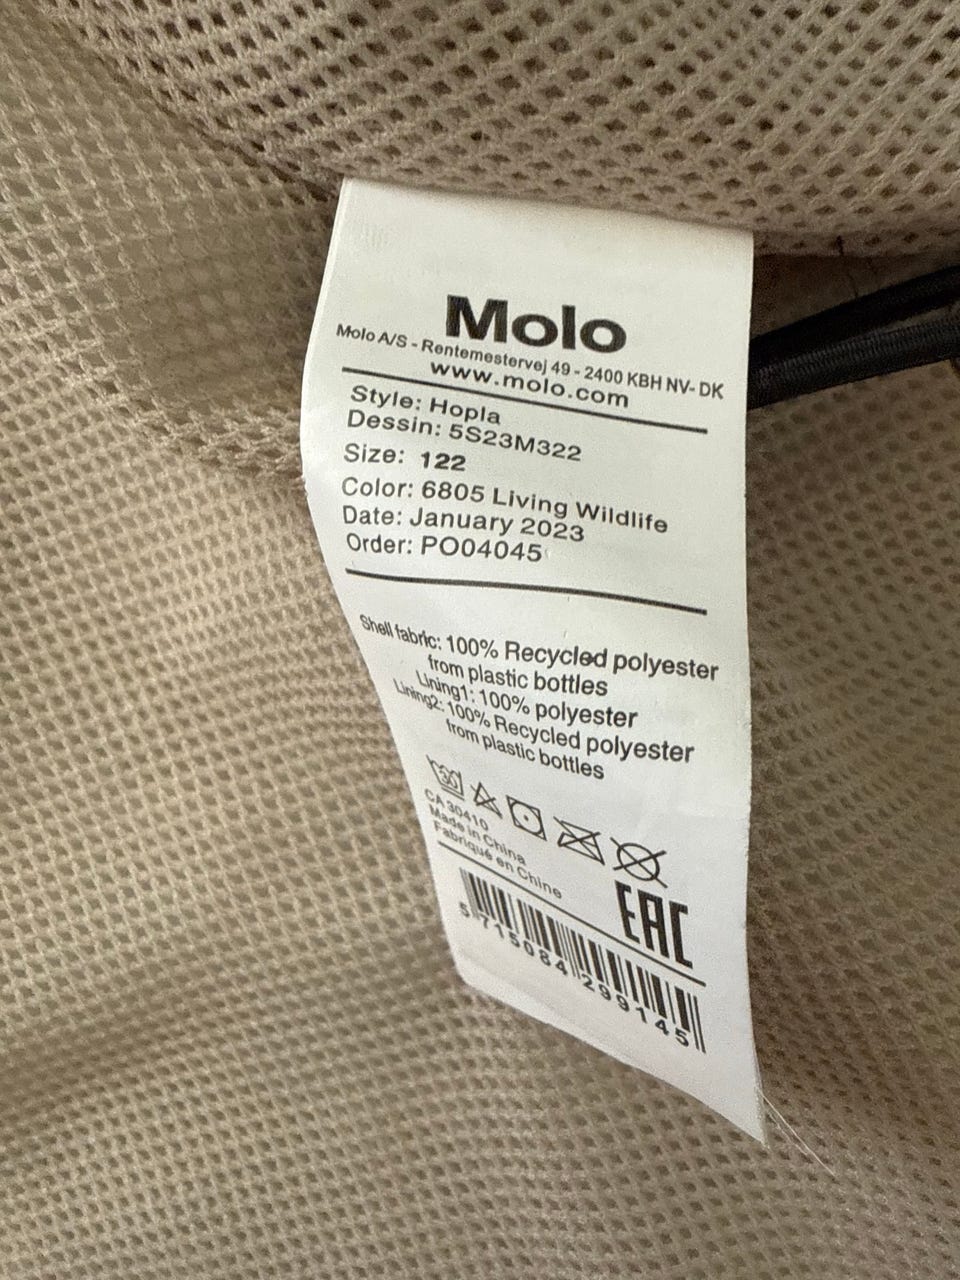 Molo
Molo A/S - Rentemestervej 49 - 2400 KBH NV- DK
www.molo.com
Style: Hopla
Dessin: 5S23M322
Size: 122
Color: 6805 Living Wildlife
Date: January 2023
Order: PO04045
Shell fabric: 100% Recycled polyester
from plastic bottles
Lining1: 100% polyester
Lining2: 100% Recycled polyester
from plastic bottles
30
CA 30410
Made in China
Fabriqué en Chine
EAC
5 715084 299145